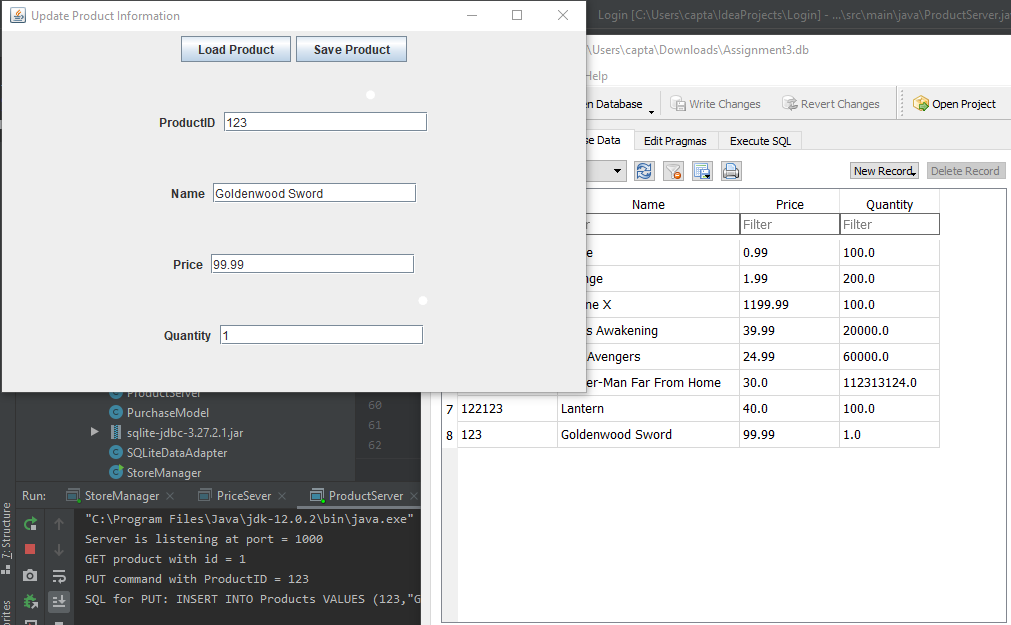 Update Product Information
Login [C:\Users\capta\IdeaProjects\Login] - ...\src\main\java\ProductServer.ja
Load Product Save Product
\Users\capta\Downloads\Assignment3.db
Help
Database Write Changes Revert Changes Open Project
ProductID 123
Data Edit Pragmas Execute SQL
New Record Delete Record
Name Goldenwood Sword
Name Price Quantity
Filter Filter
Price 99.99
0.99 100.0
1.99 200.0
X 1199.99 100.0
Awakening 39.99 20000.0
Quantity 1
Avengers 24.99 60000.0
er-Man Far From Home 30.0 112313124.0
7 122123 Lantern 40.0 100.0
8 123 Goldenwood Sword 99.99 1.0
ProductServer
PurchaseModel
sqlite-jdbc-3.27.2.1.jar
SQLiteDataAdapter
StoreManager
60
61
62
Run: StoreManager PriceSever ProductServer
7: Structure
"C:\Program Files\Java\jdk-12.0.2\bin\java.exe"
Server is listening at port = 1000
GET product with id = 1
PUT command with ProductID = 123
SQL for PUT: INSERT INTO Products VALUES (123,"G